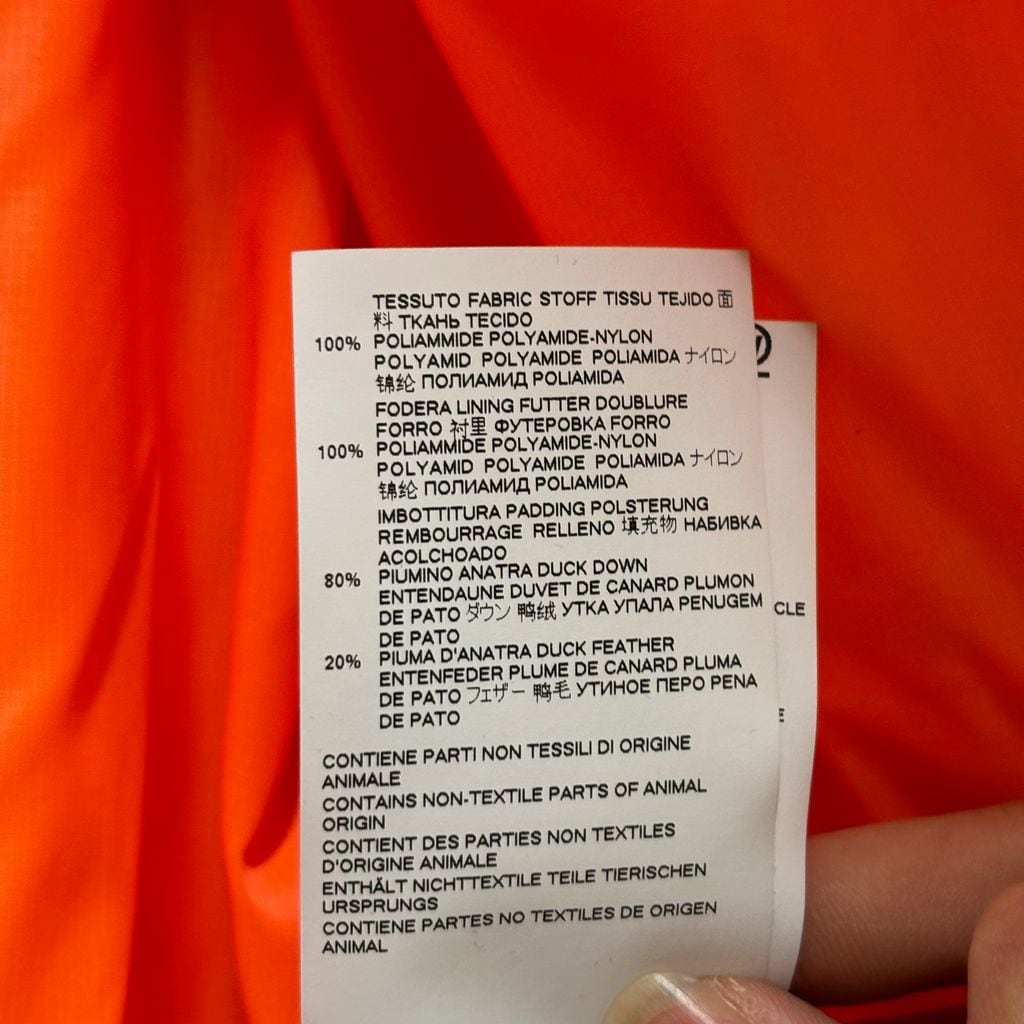 TESSUTO FABRIC STOFF TISSU TEJIDO 面
料 ТКАНЬ TECIDO
100% POLIAMMIDE POLYAMIDE-NYLON
POLYAMID POLYAMIDE POLIAMIDA ナイロン
锦纶 ПОЛИАМИД POLIAMIDA
FODERA LINING FUTTER DOUBLURE
FORRO 衬里 ФУТЕРОВКА FORRO
100% POLIAMMIDE POLYAMIDE-NYLON
POLYAMID POLYAMIDE POLIAMIDA ナイロン
锦纶 ПОЛИАМИД POLIAMIDA
IMBOTTITURA PADDING POLSTERUNG
REMBOURRAGE RELLENO 填充物 НАБИВКА
ACOLCHOADO
80% PIUMINO ANATRA DUCK DOWN
ENTENDAUNE DUVET DE CANARD PLUMON
DE PATO ダウン 鸭绒 УТКА УПАЛА PENUGEM
DE PATO
20% PIUMA D'ANATRA DUCK FEATHER
ENTENFEDER PLUME DE CANARD PLUMA
DE PATO フェザー 鸭毛 УТИНОЕ ПЕРО PENA
DE PATO
CONTIENE PARTI NON TESSILI DI ORIGINE
ANIMALE
CONTAINS NON-TEXTILE PARTS OF ANIMAL
ORIGIN
CONTIENT DES PARTIES NON TEXTILES
D'ORIGINE ANIMALE
ENTHÄLT NICHTTEXTILE TEILE TIERISCHEN
URSPRUNGS
CONTIENE PARTES NO TEXTILES DE ORIGEN
ANIMAL
CLE